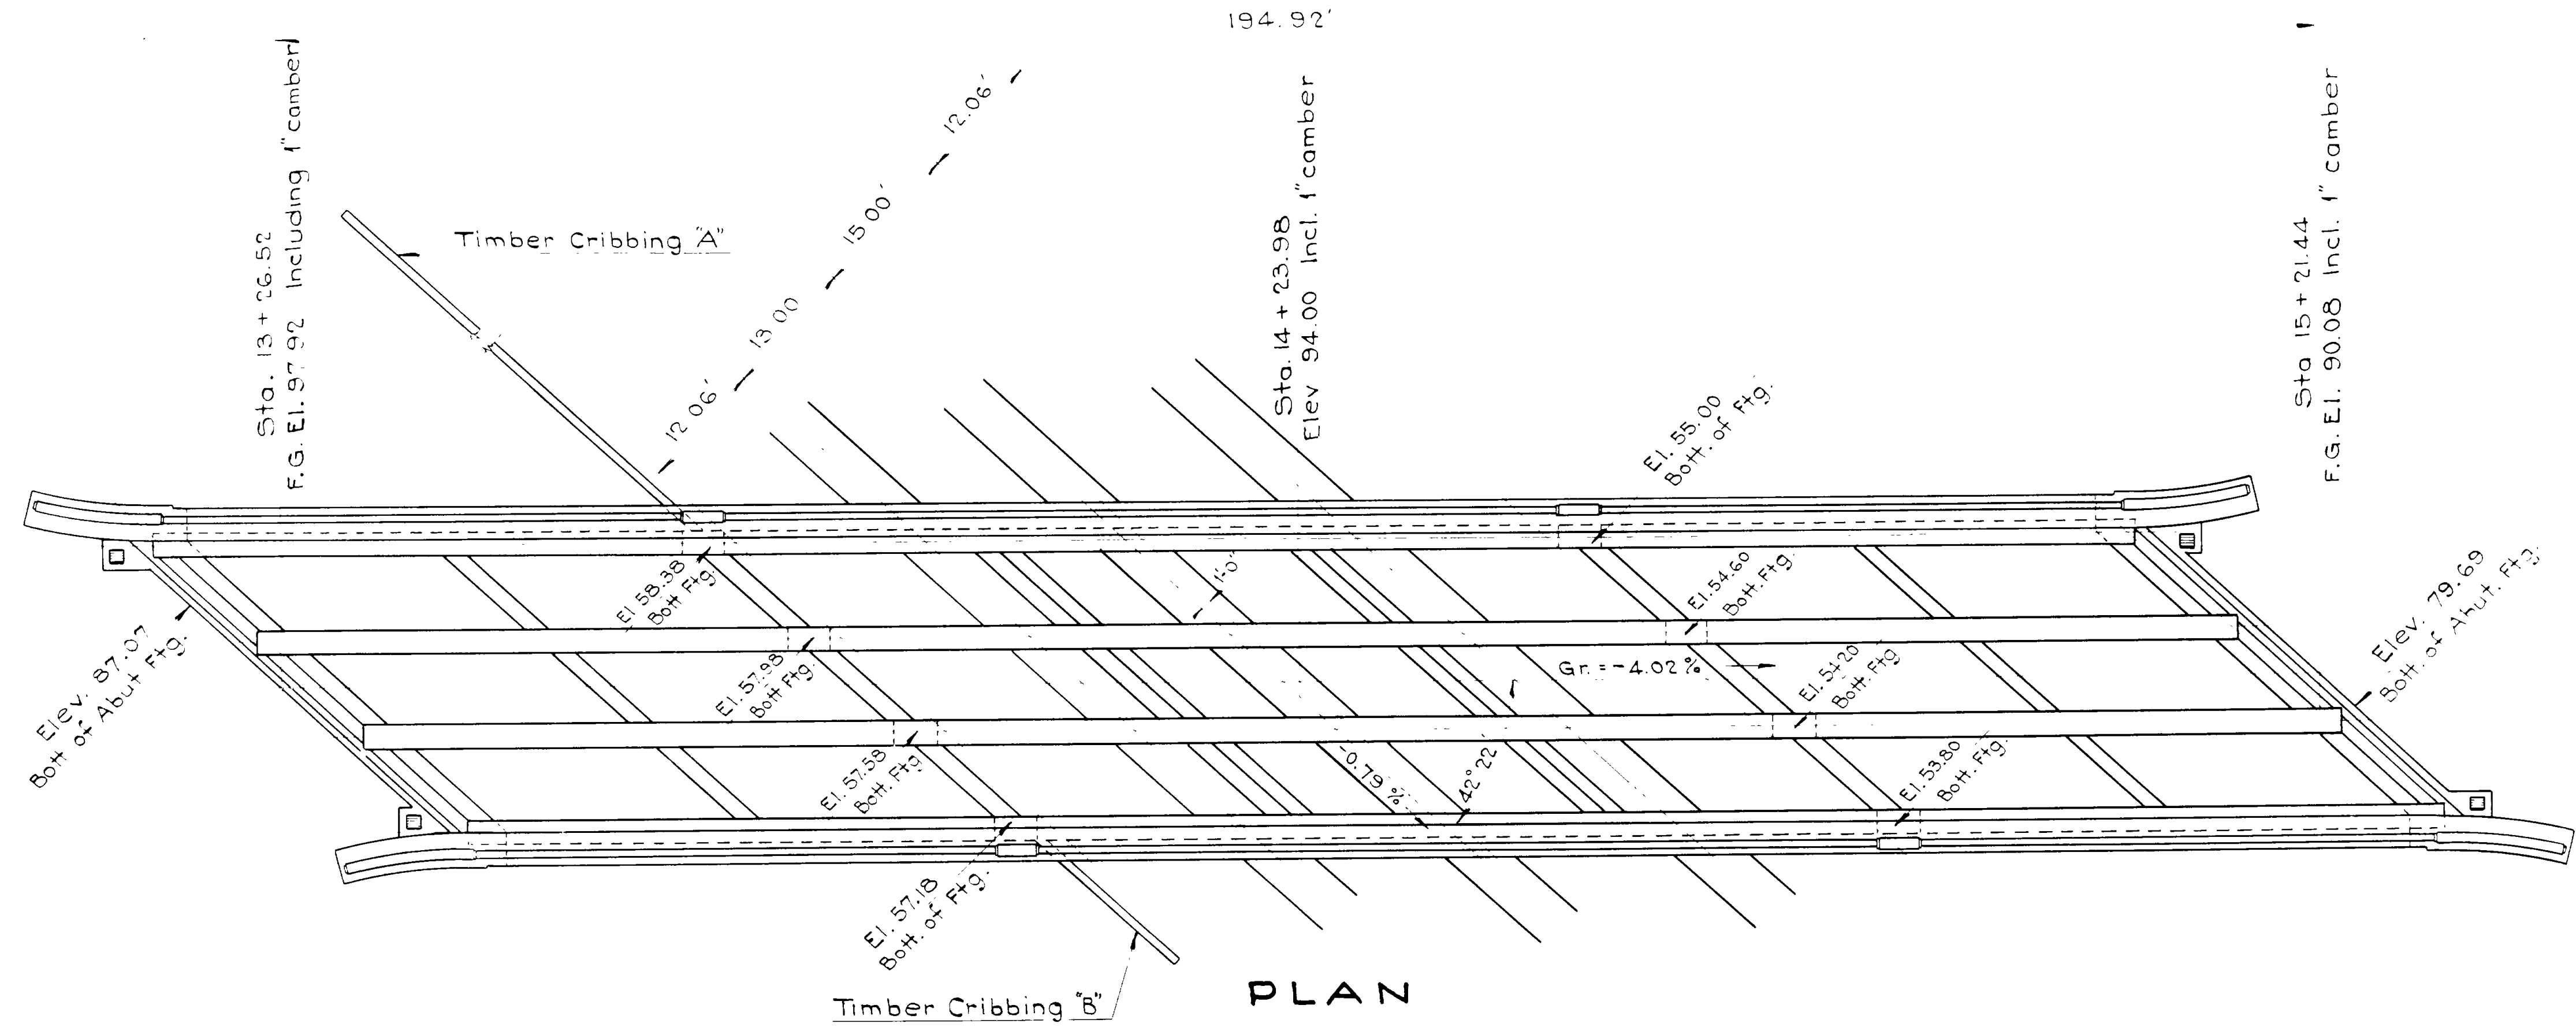 194.92'
Sta. 13 + 26.52
F.G. El. 97.92 Including 1" camber
Timber Cribbing "A"
12.06'
13.00
15.00'
12.06'
Sta. 14 + 23.98
Elev 94.00 Incl. 1" camber
Sta 15 + 21.44
F.G. El. 90.08 Incl. 1" camber
El. 55.00
Bott. of Ftg.
El. 58.38
Bott Ftg.
1'-0"
El. 54.60
Bott. Ftg.
Elev. 87.07
Bott of Abut Ftg.
El. 57.98
Bott Ftg.
Gr. = -4.02 %
El. 54.20
Bott. Ftg
Elev. 79.69
Bott. of Abut. Ftg.
El. 57.58
Bott. Ftg
-0.79 %
42° 22'
El. 53.80
Bott. Ftg.
El. 57.18
Bott. of Ftg.
Timber Cribbing "B"
PLAN